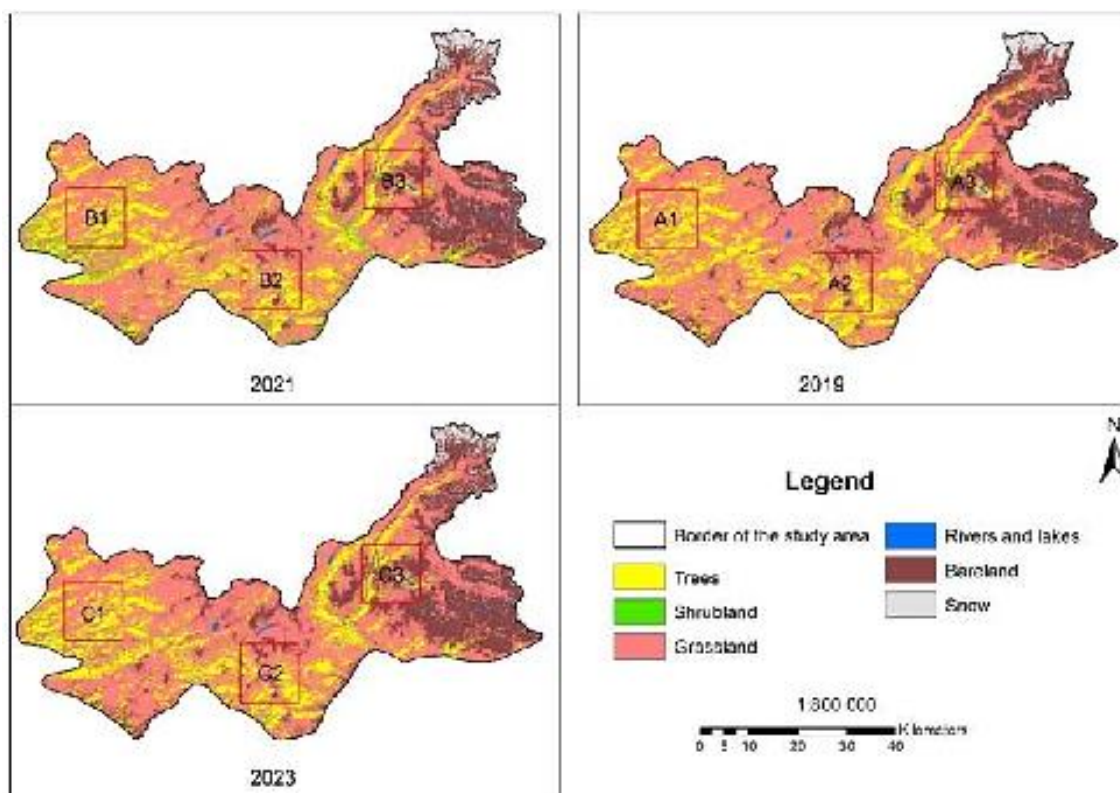 B1
B2
B3
2021
A1
A2
A3
2019
C1
C2
C3
2023
N
Legend
Border of the study area
Trees
Shrubland
Grassland
Rivers and lakes
Bareland
Snow
1:800 000
0 5 10 20 30 40 Kilometers